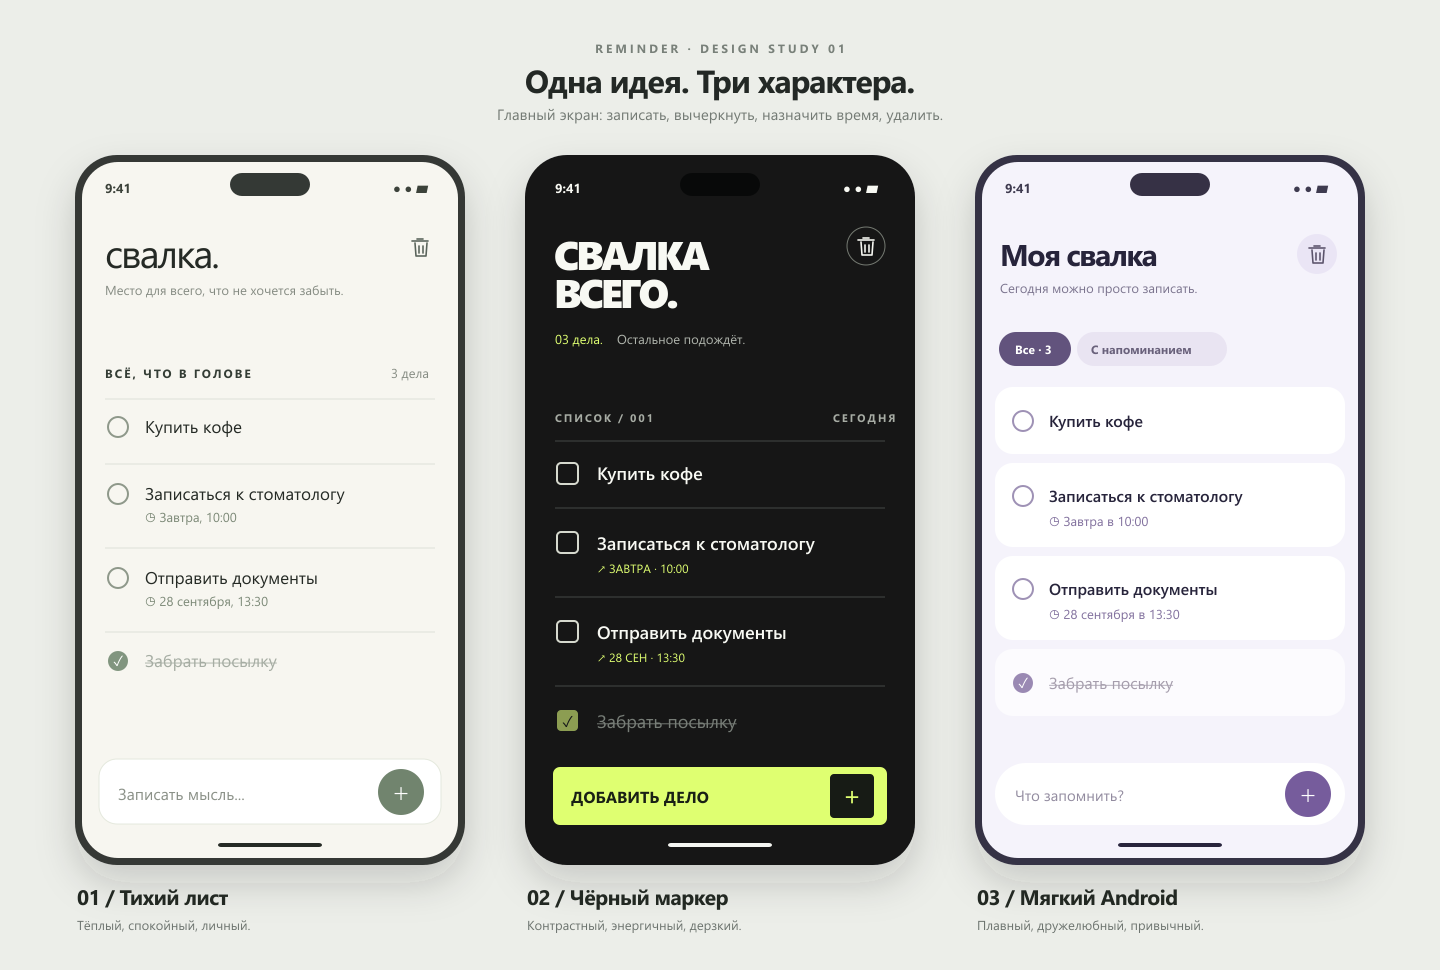 REMINDER · DESIGN STUDY 01
Одна идея. Три характера.
Главный экран: записать, вычеркнуть, назначить время, удалить.
9:41
свалка.
Место для всего, что не хочется забыть.
ВСЁ, ЧТО В ГОЛОВЕ
3 дела
Купить кофе
Записаться к стоматологу
Завтра, 10:00
Отправить документы
28 сентября, 13:30
Забрать посылку
Записать мысль...
+
01 / Тихий лист
Тёплый, спокойный, личный.
9:41
СВАЛКА
ВСЕГО.
03 дела. Остальное подождёт.
СПИСОК / 001
СЕГОДНЯ
Купить кофе
Записаться к стоматологу
↗ ЗАВТРА · 10:00
Отправить документы
↗ 28 СЕН · 13:30
Забрать посылку
ДОБАВИТЬ ДЕЛО
+
02 / Чёрный маркер
Контрастный, энергичный, дерзкий.
9:41
Моя свалка
Сегодня можно просто записать.
Все · 3
С напоминанием
Купить кофе
Записаться к стоматологу
Завтра в 10:00
Отправить документы
28 сентября в 13:30
Забрать посылку
Что запомнить?
+
03 / Мягкий Android
Плавный, дружелюбный, привычный.